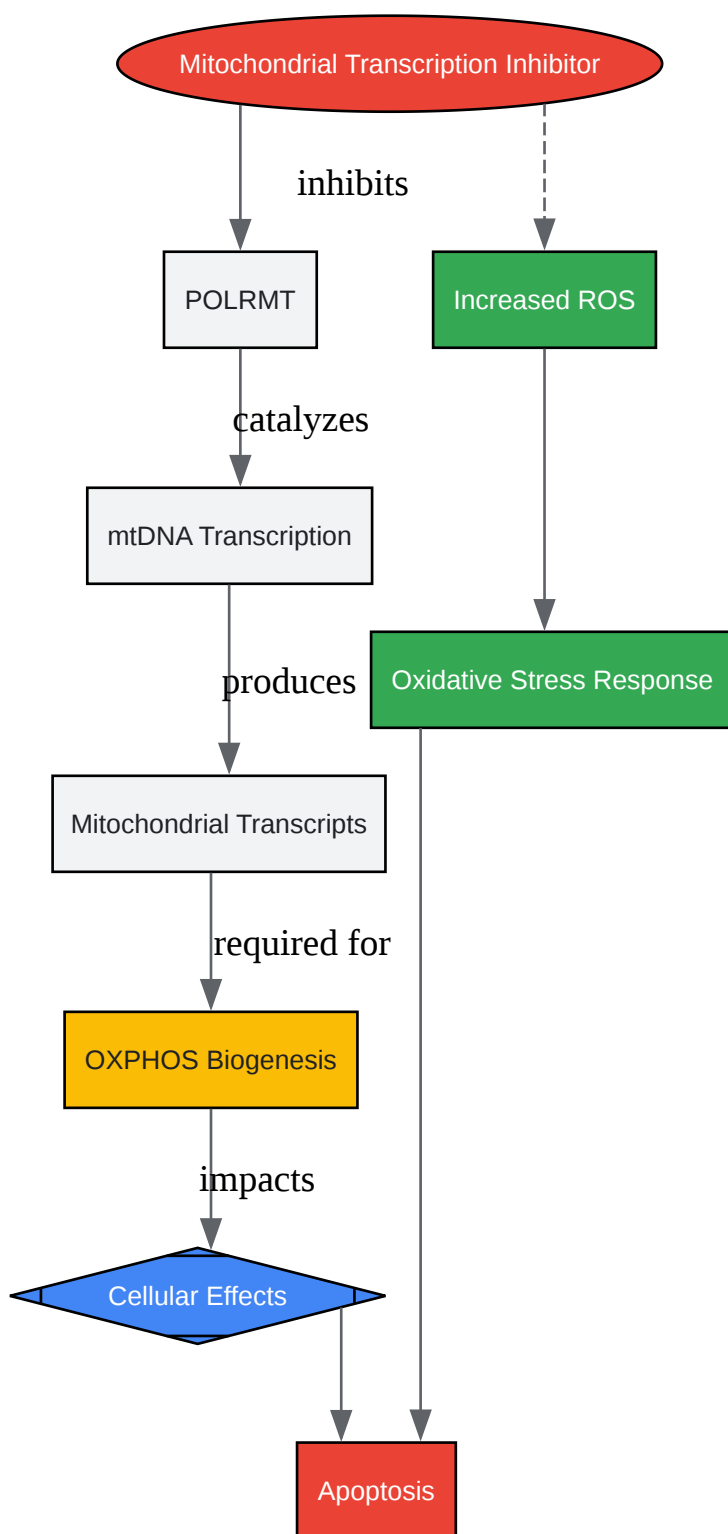 Mitochondrial Transcription Inhibitor
inhibits
POLRMT
Increased ROS
catalyzes
mtDNA Transcription
produces
Oxidative Stress Response
Mitochondrial Transcripts
required for
OXPHOS Biogenesis
impacts
Cellular Effects
Apoptosis